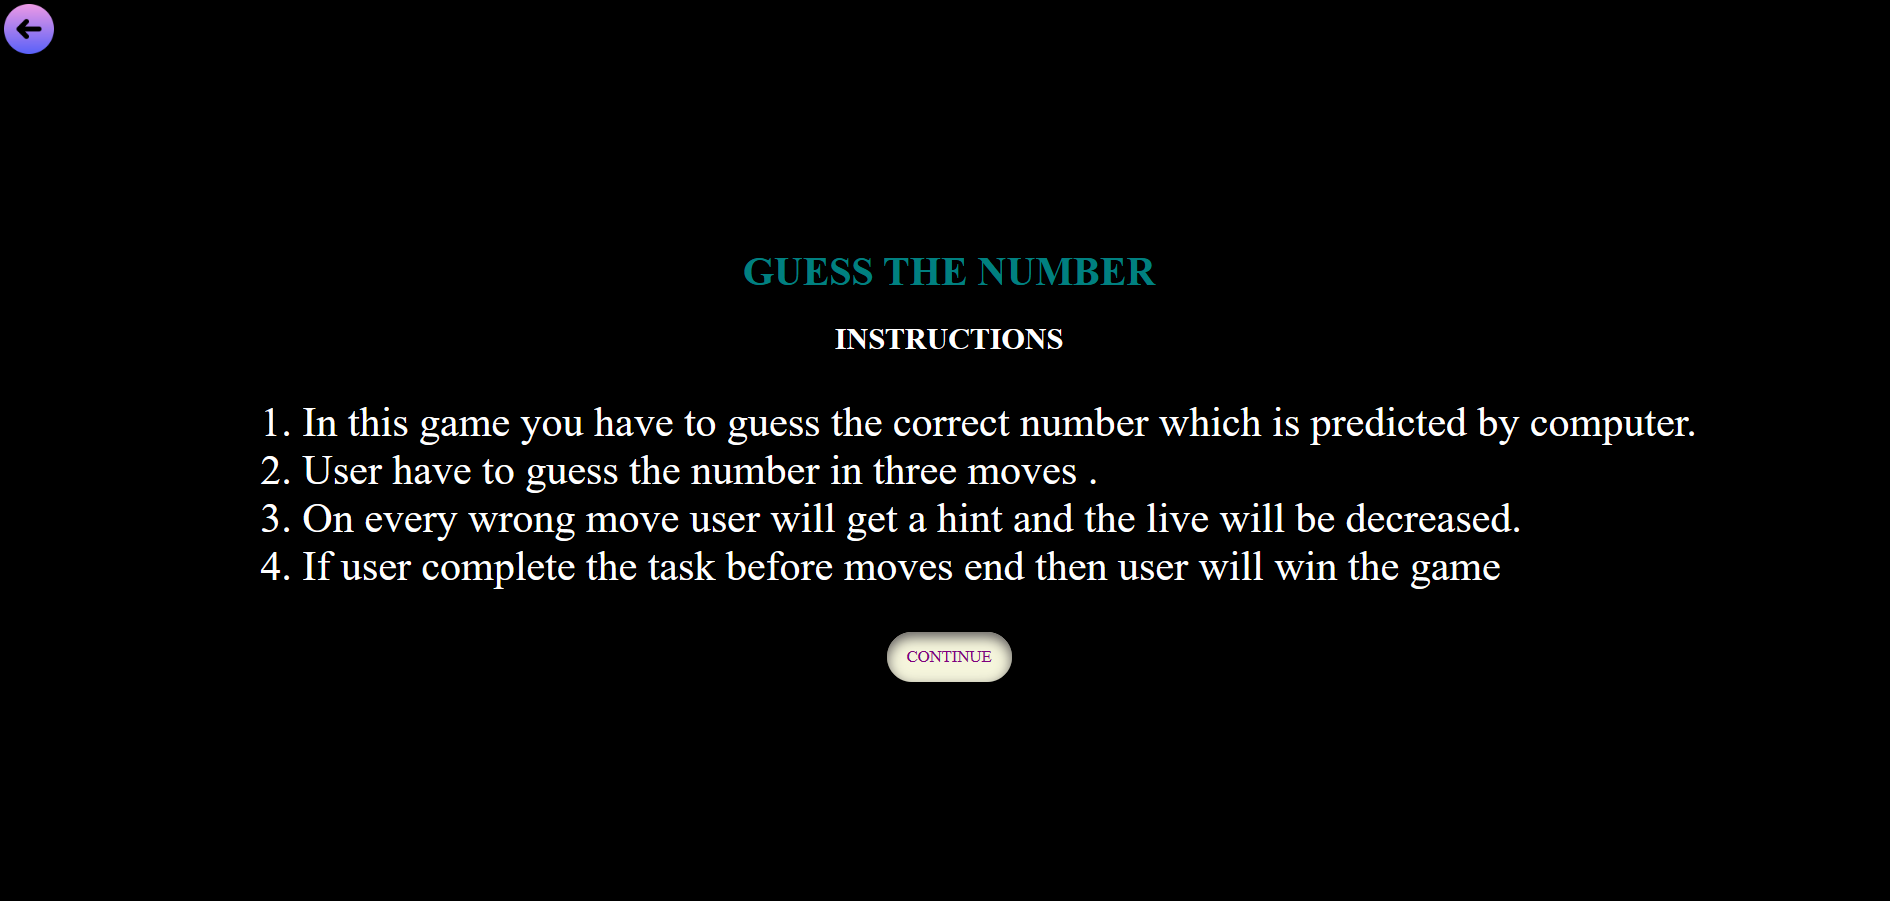 GUESS THE NUMBER
INSTRUCTIONS
1. In this game you have to guess the correct number which is predicted by computer.
2. User have to guess the number in three moves .
3. On every wrong move user will get a hint and the live will be decreased.
4. If user complete the task before moves end then user will win the game
CONTINUE